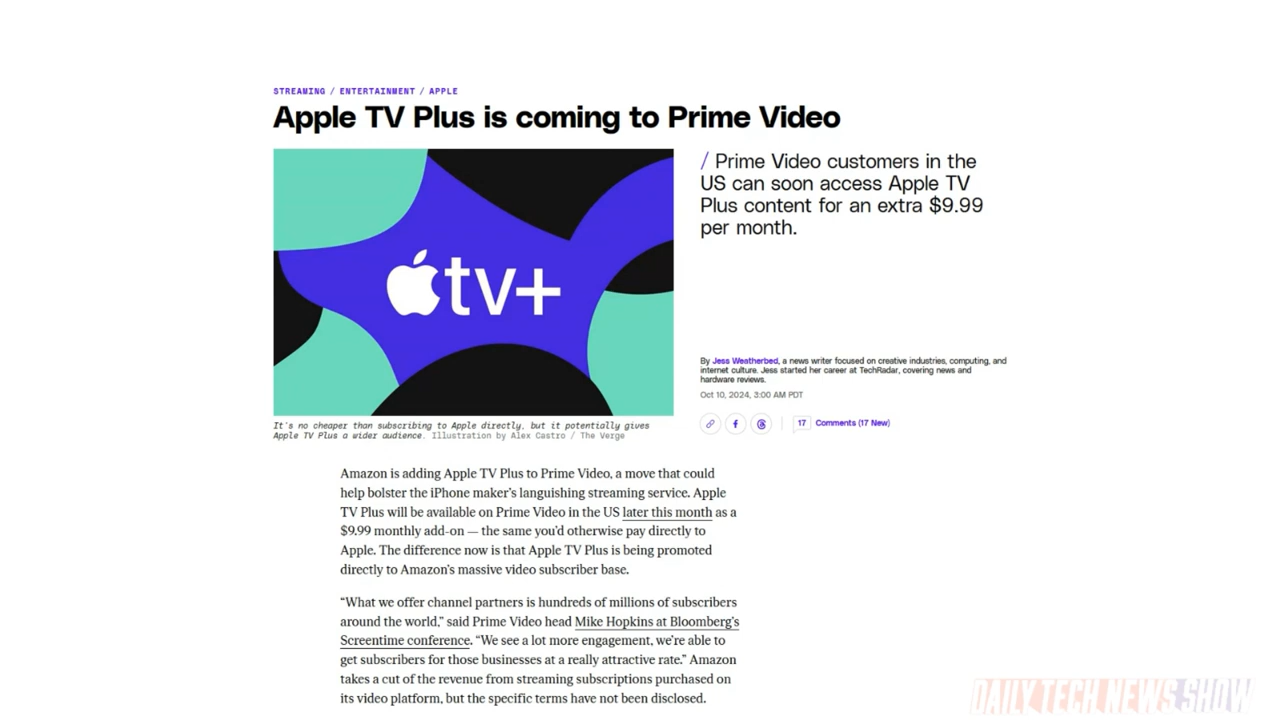 STREAMING / ENTERTAINMENT / APPLE
Apple TV Plus is coming to Prime Video
tv+
/ Prime Video customers in the
US can soon access Apple TV
Plus content for an extra $9.99
per month.
By Jess Weatherbed, a news writer focused on creative industries, computing, and
internet culture. Jess started her career at TechRadar, covering news and
hardware reviews.
Oct 10, 2024, 3:00 AM PDT
17 Comments (17 New)
It's no cheaper than subscribing to Apple directly, but it potentially gives
Apple TV Plus a wider audience. Illustration by Alex Castro / The Verge
Amazon is adding Apple TV Plus to Prime Video, a move that could
help bolster the iPhone maker's languishing streaming service. Apple
TV Plus will be available on Prime Video in the US later this month as a
$9.99 monthly add-on — the same you'd otherwise pay directly to
Apple. The difference now is that Apple TV Plus is being promoted
directly to Amazon's massive video subscriber base.
“What we offer channel partners is hundreds of millions of subscribers
around the world,” said Prime Video head Mike Hopkins at Bloomberg's
Screentime conference. “We see a lot more engagement, we're able to
get subscribers for those businesses at a really attractive rate.” Amazon
takes a cut of the revenue from streaming subscriptions purchased on
its video platform, but the specific terms have not been disclosed.
DAILY TECH NEWS SHOW